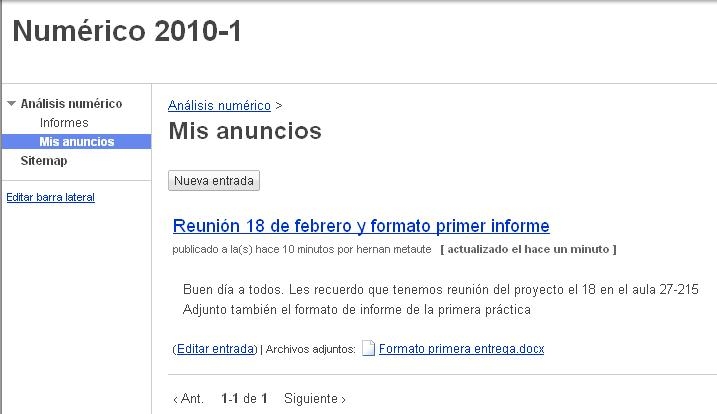 Numérico 2010-1
Análisis numérico
Informes
Mis anuncios
Sitemap
Editar barra lateral
Análisis numérico >
Mis anuncios
Nueva entrada
Reunión 18 de febrero y formato primer informe
publicado a la(s) hace 10 minutos por hernan metaute [ actualizado el hace un minuto ]
Buen día a todos. Les recuerdo que tenemos reunión del proyecto el 18 en el aula 27-215
Adjunto también el formato de informe de la primera práctica
(Editar entrada) | Archivos adjuntos: Formato primera entrega.docx
‹ Ant. 1-1 de 1 Siguiente ›